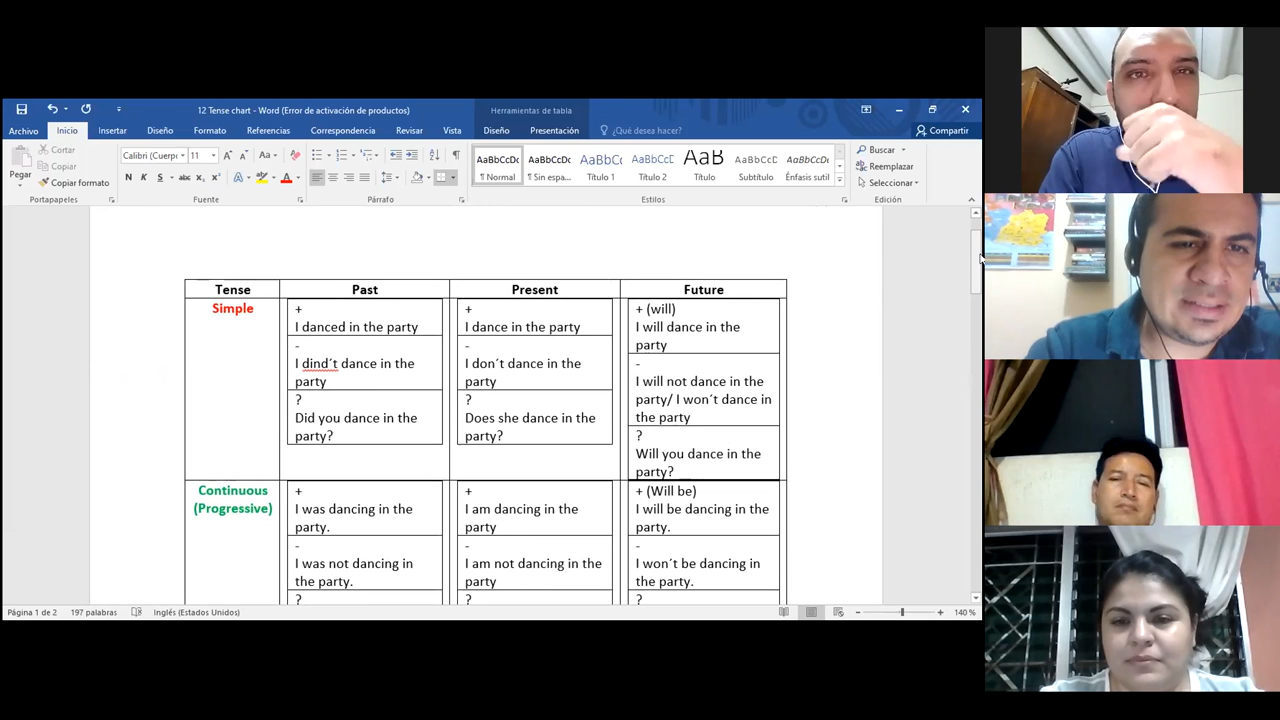 12 Tense chart - Word (Error de activación de productos)
Herramientas de tabla
Archivo Inicio Insertar Diseño Formato Referencias Correspondencia Revisar Vista Diseño Presentación ¿Qué desea hacer? Compartir
Pegar
Cortar
Copiar
Copiar formato
Portapapeles
Calibri (Cuerpo 11
Fuente
Párrafo
AaBbCcDc AaBbCcDc AaBbCcC AaBbCcD AaB AaBbCcC AaBbCcDc
¶ Normal ¶ Sin espa... Título 1 Título 2 Título Subtítulo Énfasis sutil
Estilos
Buscar
Reemplazar
Seleccionar
Edición
Tense Past Present Future
Simple
+
I danced in the party
-
I dind´t dance in the
party
?
Did you dance in the
party?
+
I dance in the party
-
I don´t dance in the
party
?
Does she dance in the
party?
+ (will)
I will dance in the
party
-
I will not dance in the
party/ I won´t dance in
the party
?
Will you dance in the
party?
Continuous
(Progressive)
+
I was dancing in the
party.
-
I was not dancing in
the party.
?
+
I am dancing in the
party
-
I am not dancing in the
party
?
+ (Will be)
I will be dancing in the
party.
-
I won´t be dancing in
the party.
?
Página 1 de 2 197 palabras Inglés (Estados Unidos) 140 %